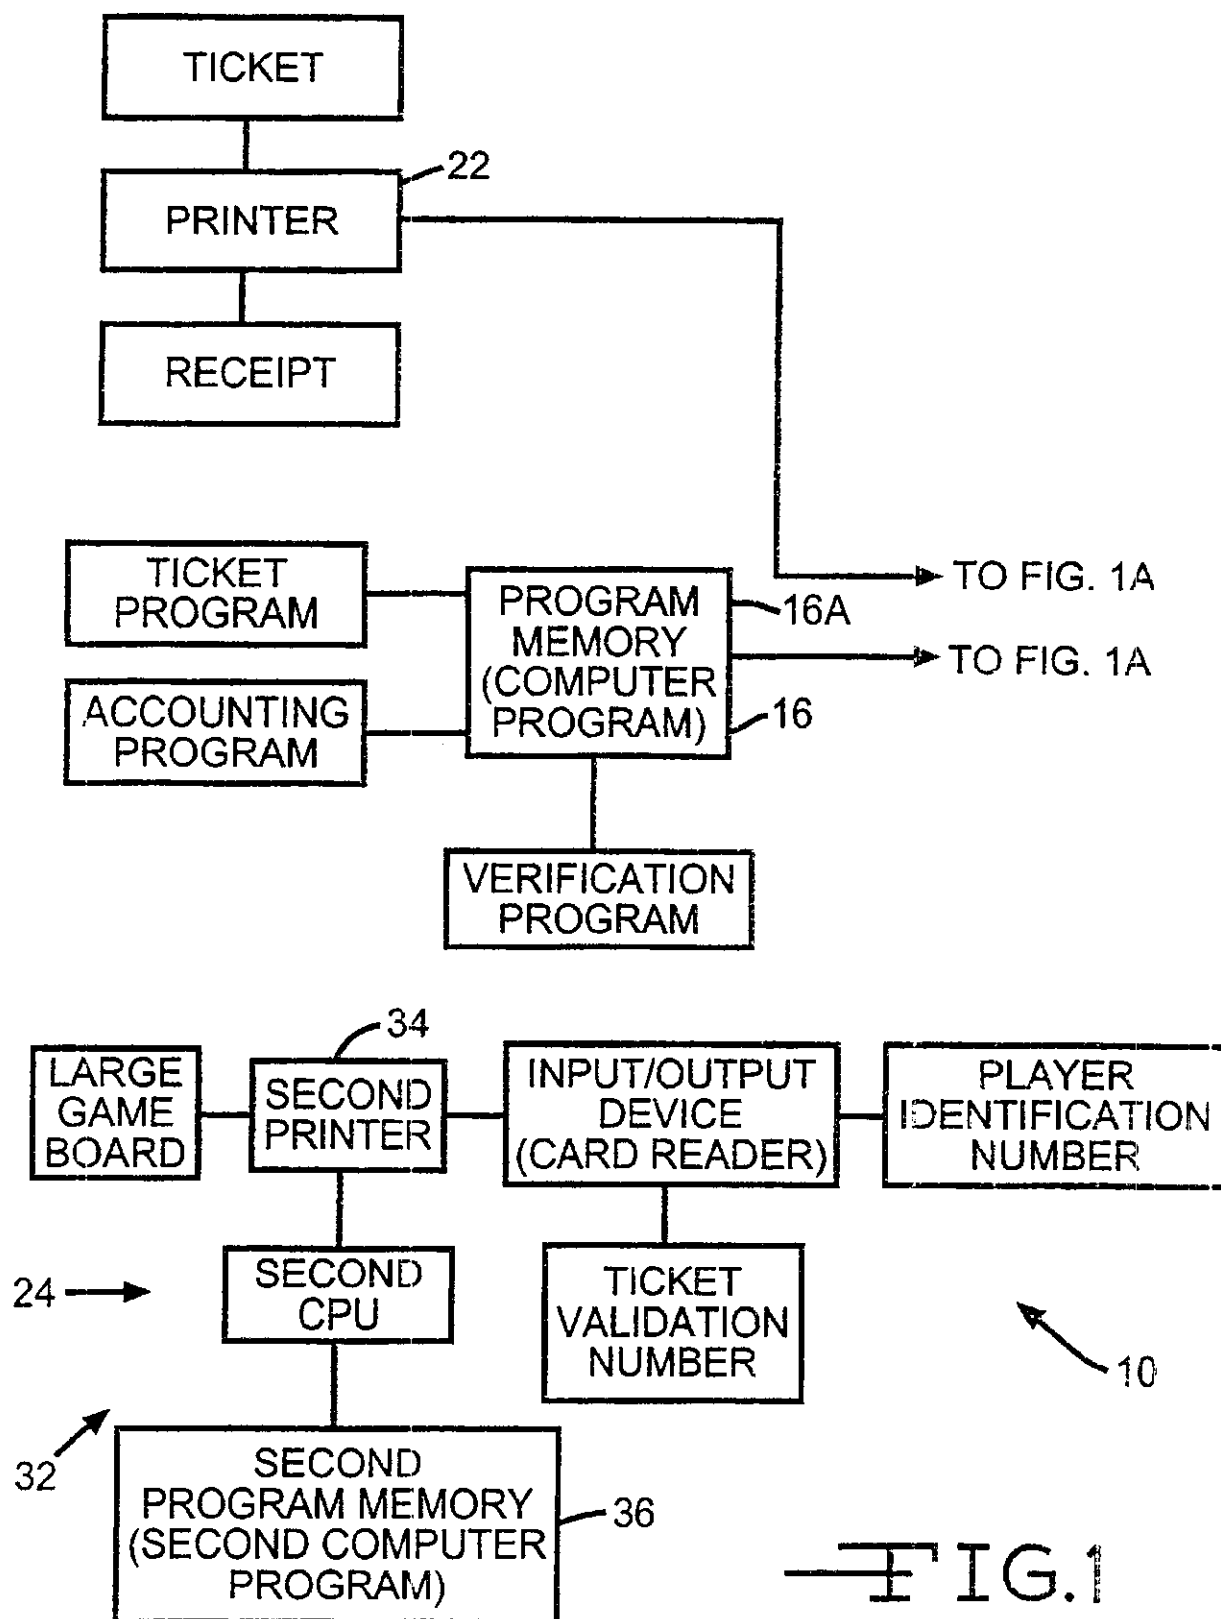 TICKET
22
PRINTER
RECEIPT
TICKET
PROGRAM
PROGRAM
MEMORY
(COMPUTER
PROGRAM)
16A
TO FIG. 1A
TO FIG. 1A
ACCOUNTING
PROGRAM
16
VERIFICATION
PROGRAM
34
LARGE
GAME
BOARD
SECOND
PRINTER
INPUT/OUTPUT
DEVICE
(CARD READER)
PLAYER
IDENTIFICATION
NUMBER
24
SECOND
CPU
TICKET
VALIDATION
NUMBER
10
32
SECOND
PROGRAM MEMORY
(SECOND COMPUTER
PROGRAM)
36
FIG.1